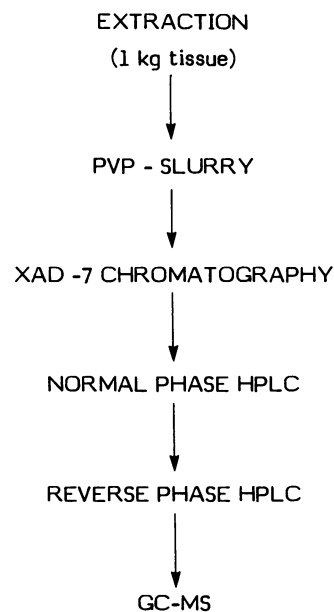 EXTRACTION
(1 kg tissue)
PVP - SLURRY
XAD -7 CHROMATOGRAPHY
NORMAL PHASE HPLC
REVERSE PHASE HPLC
GC-MS